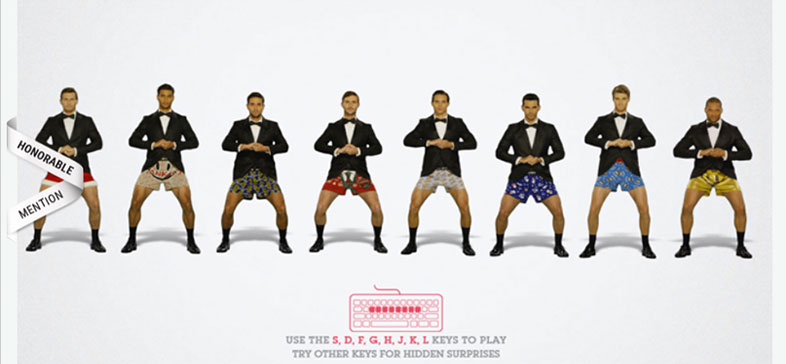 HONORABLE
MENTION
USE THE S, D, F, G, H, J, K, L KEYS TO PLAY
TRY OTHER KEYS FOR HIDDEN SURPRISES